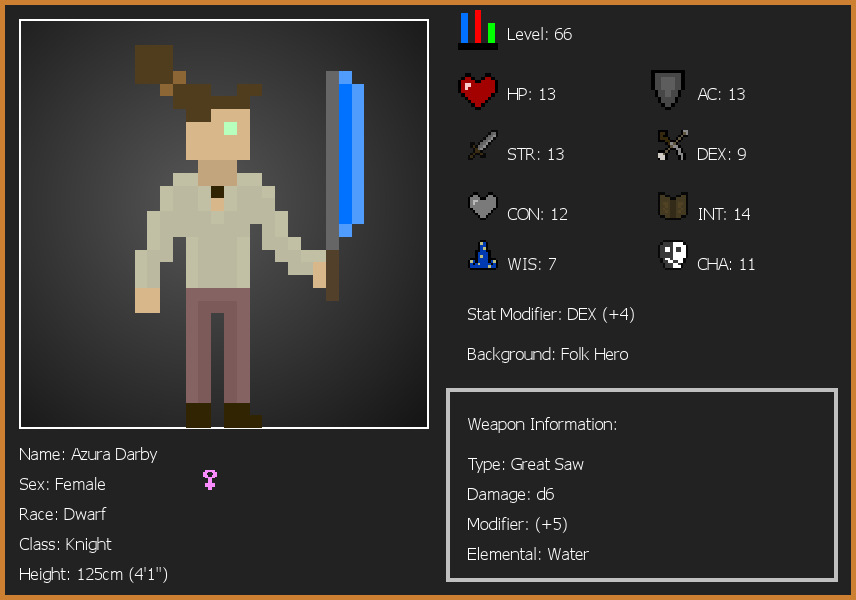 Level: 66
HP: 13
AC: 13
STR: 13
DEX: 9
CON: 12
INT: 14
WIS: 7
CHA: 11
Stat Modifier: DEX (+4)
Background: Folk Hero
Weapon Information:
Type: Great Saw
Damage: d6
Modifier: (+5)
Elemental: Water
Name: Azura Darby
Sex: Female
Race: Dwarf
Class: Knight
Height: 125cm (4'1")